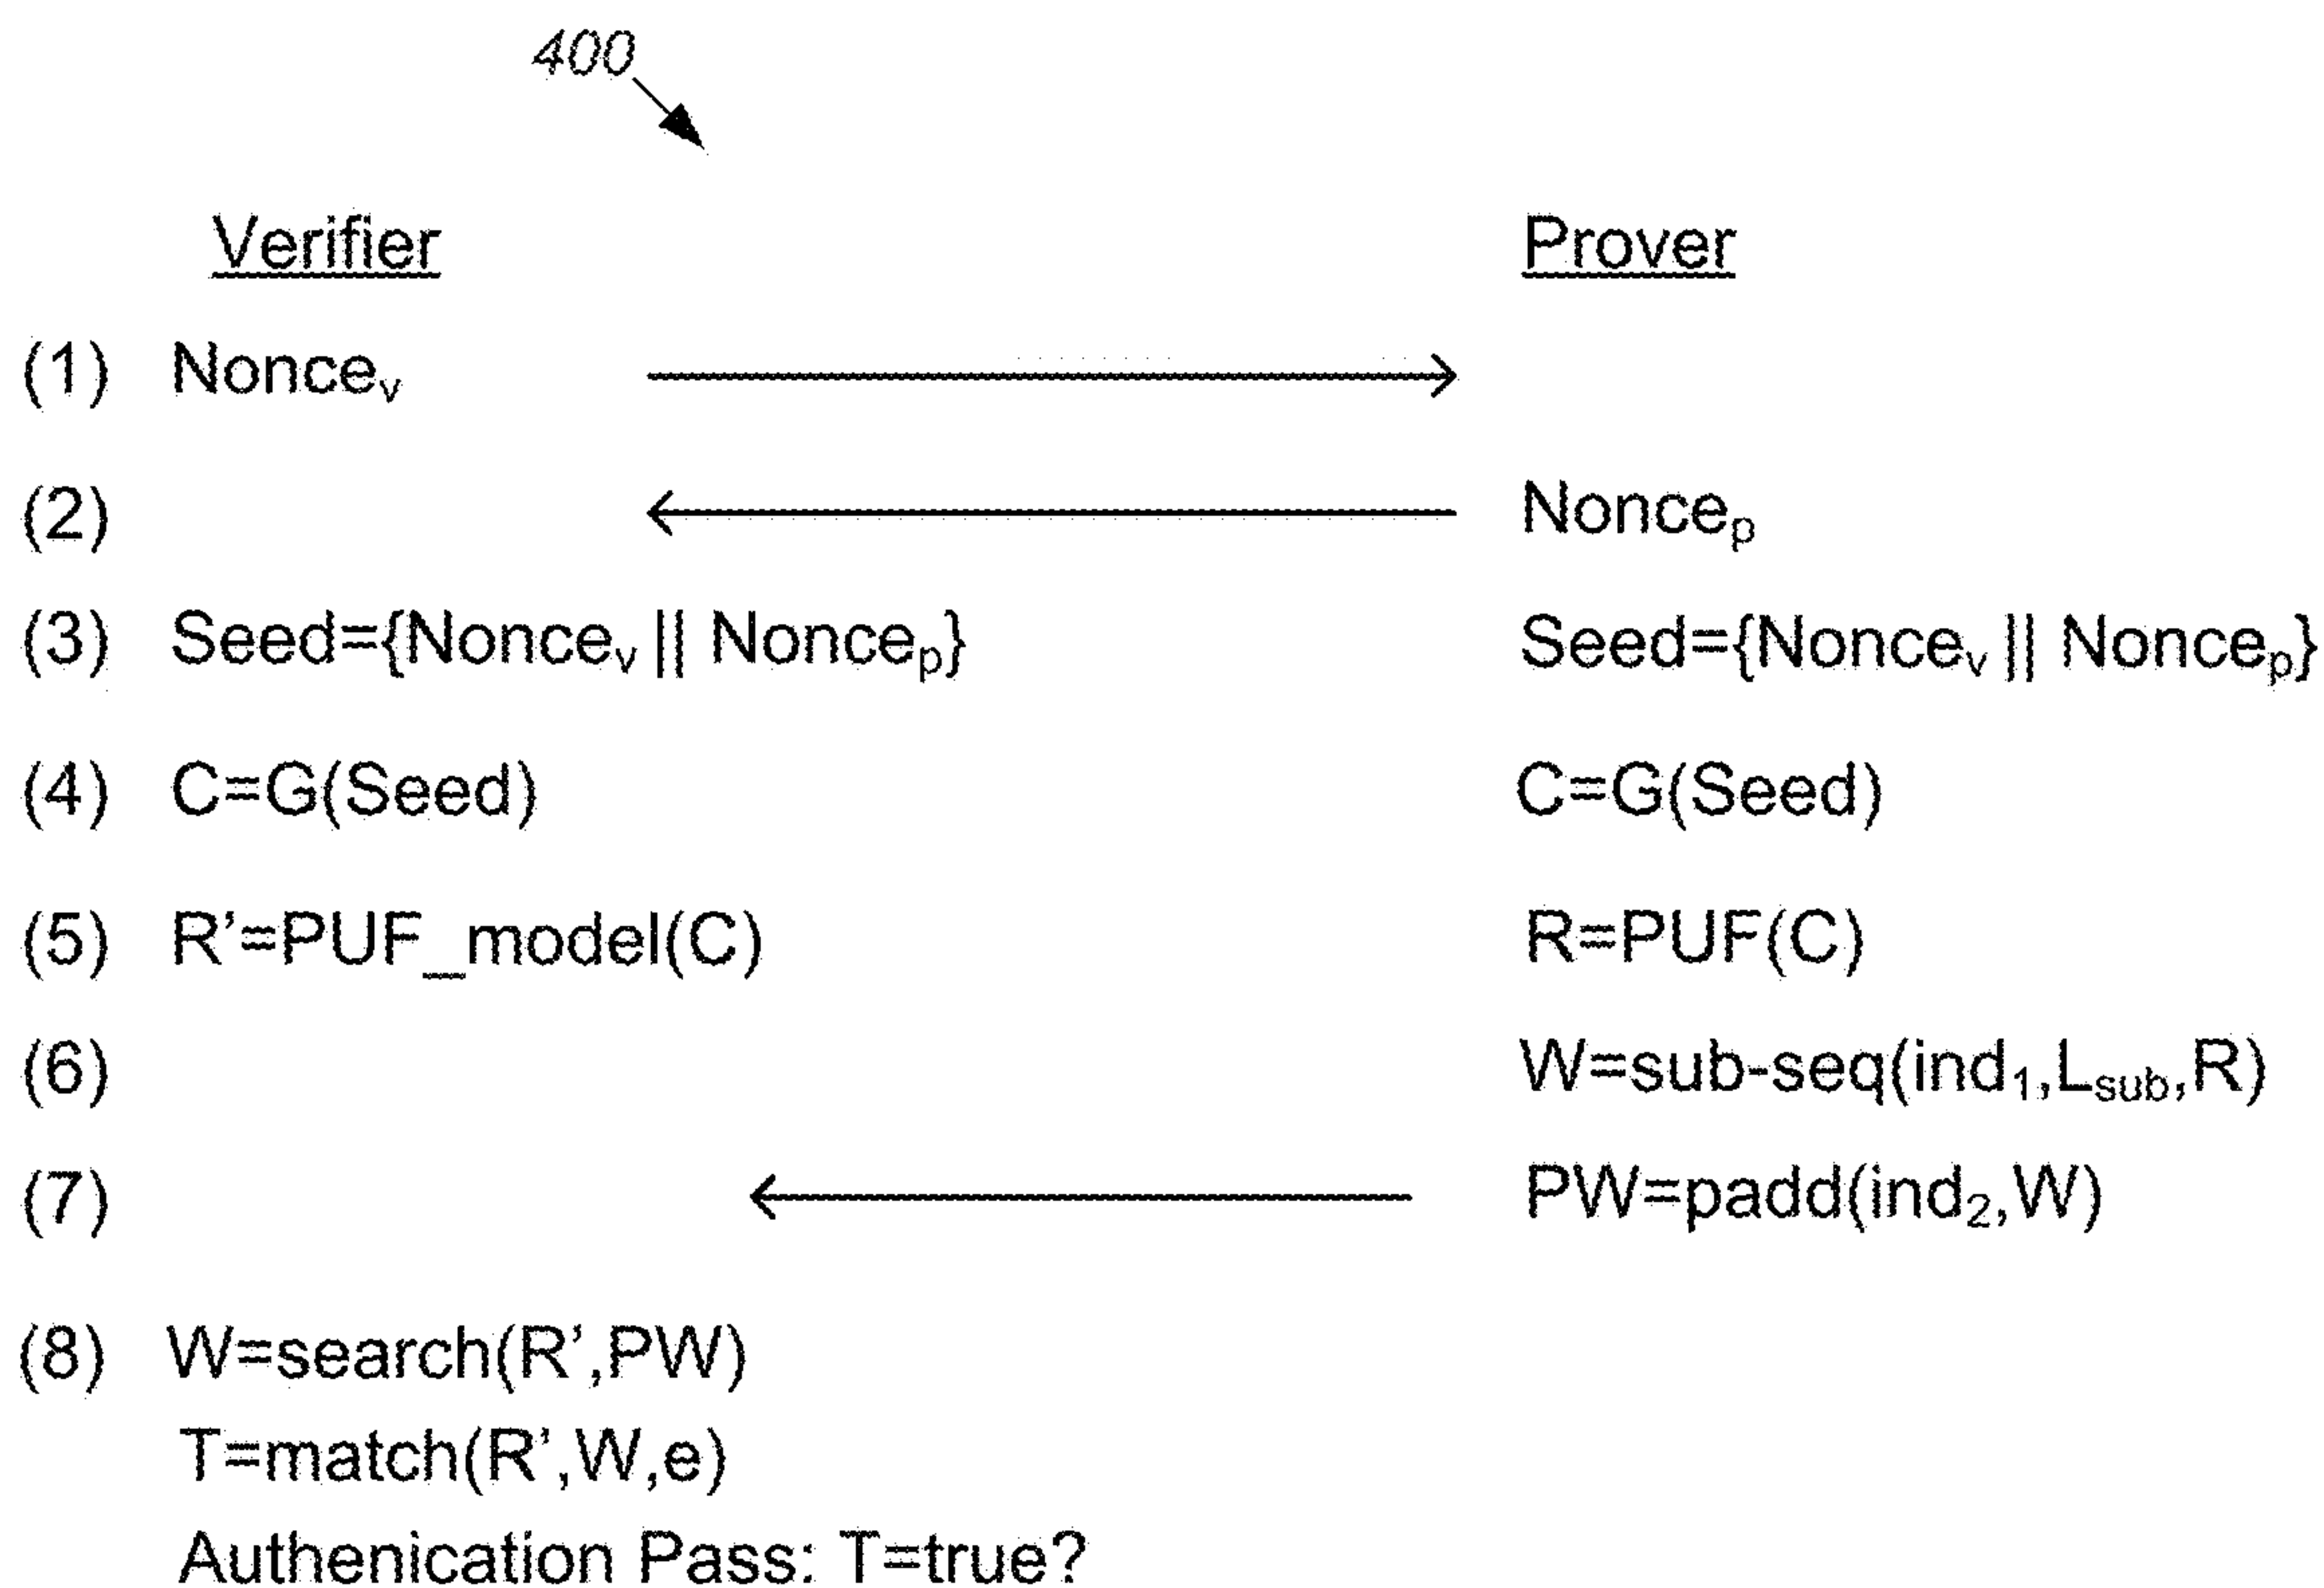 400
Verifier Prover
(1) Nonceᵥ
(2) Nonceₚ
(3) Seed={Nonceᵥ || Nonceₚ} Seed={Nonceᵥ || Nonceₚ}
(4) C=G(Seed) C=G(Seed)
(5) R’=PUF_model(C) R=PUF(C)
(6) W=sub-seq(ind₁,Lₛᵤb,R)
(7) PW=padd(ind₂,W)
(8) W=search(R’,PW)
T=match(R’,W,e)
Authenication Pass: T=true?